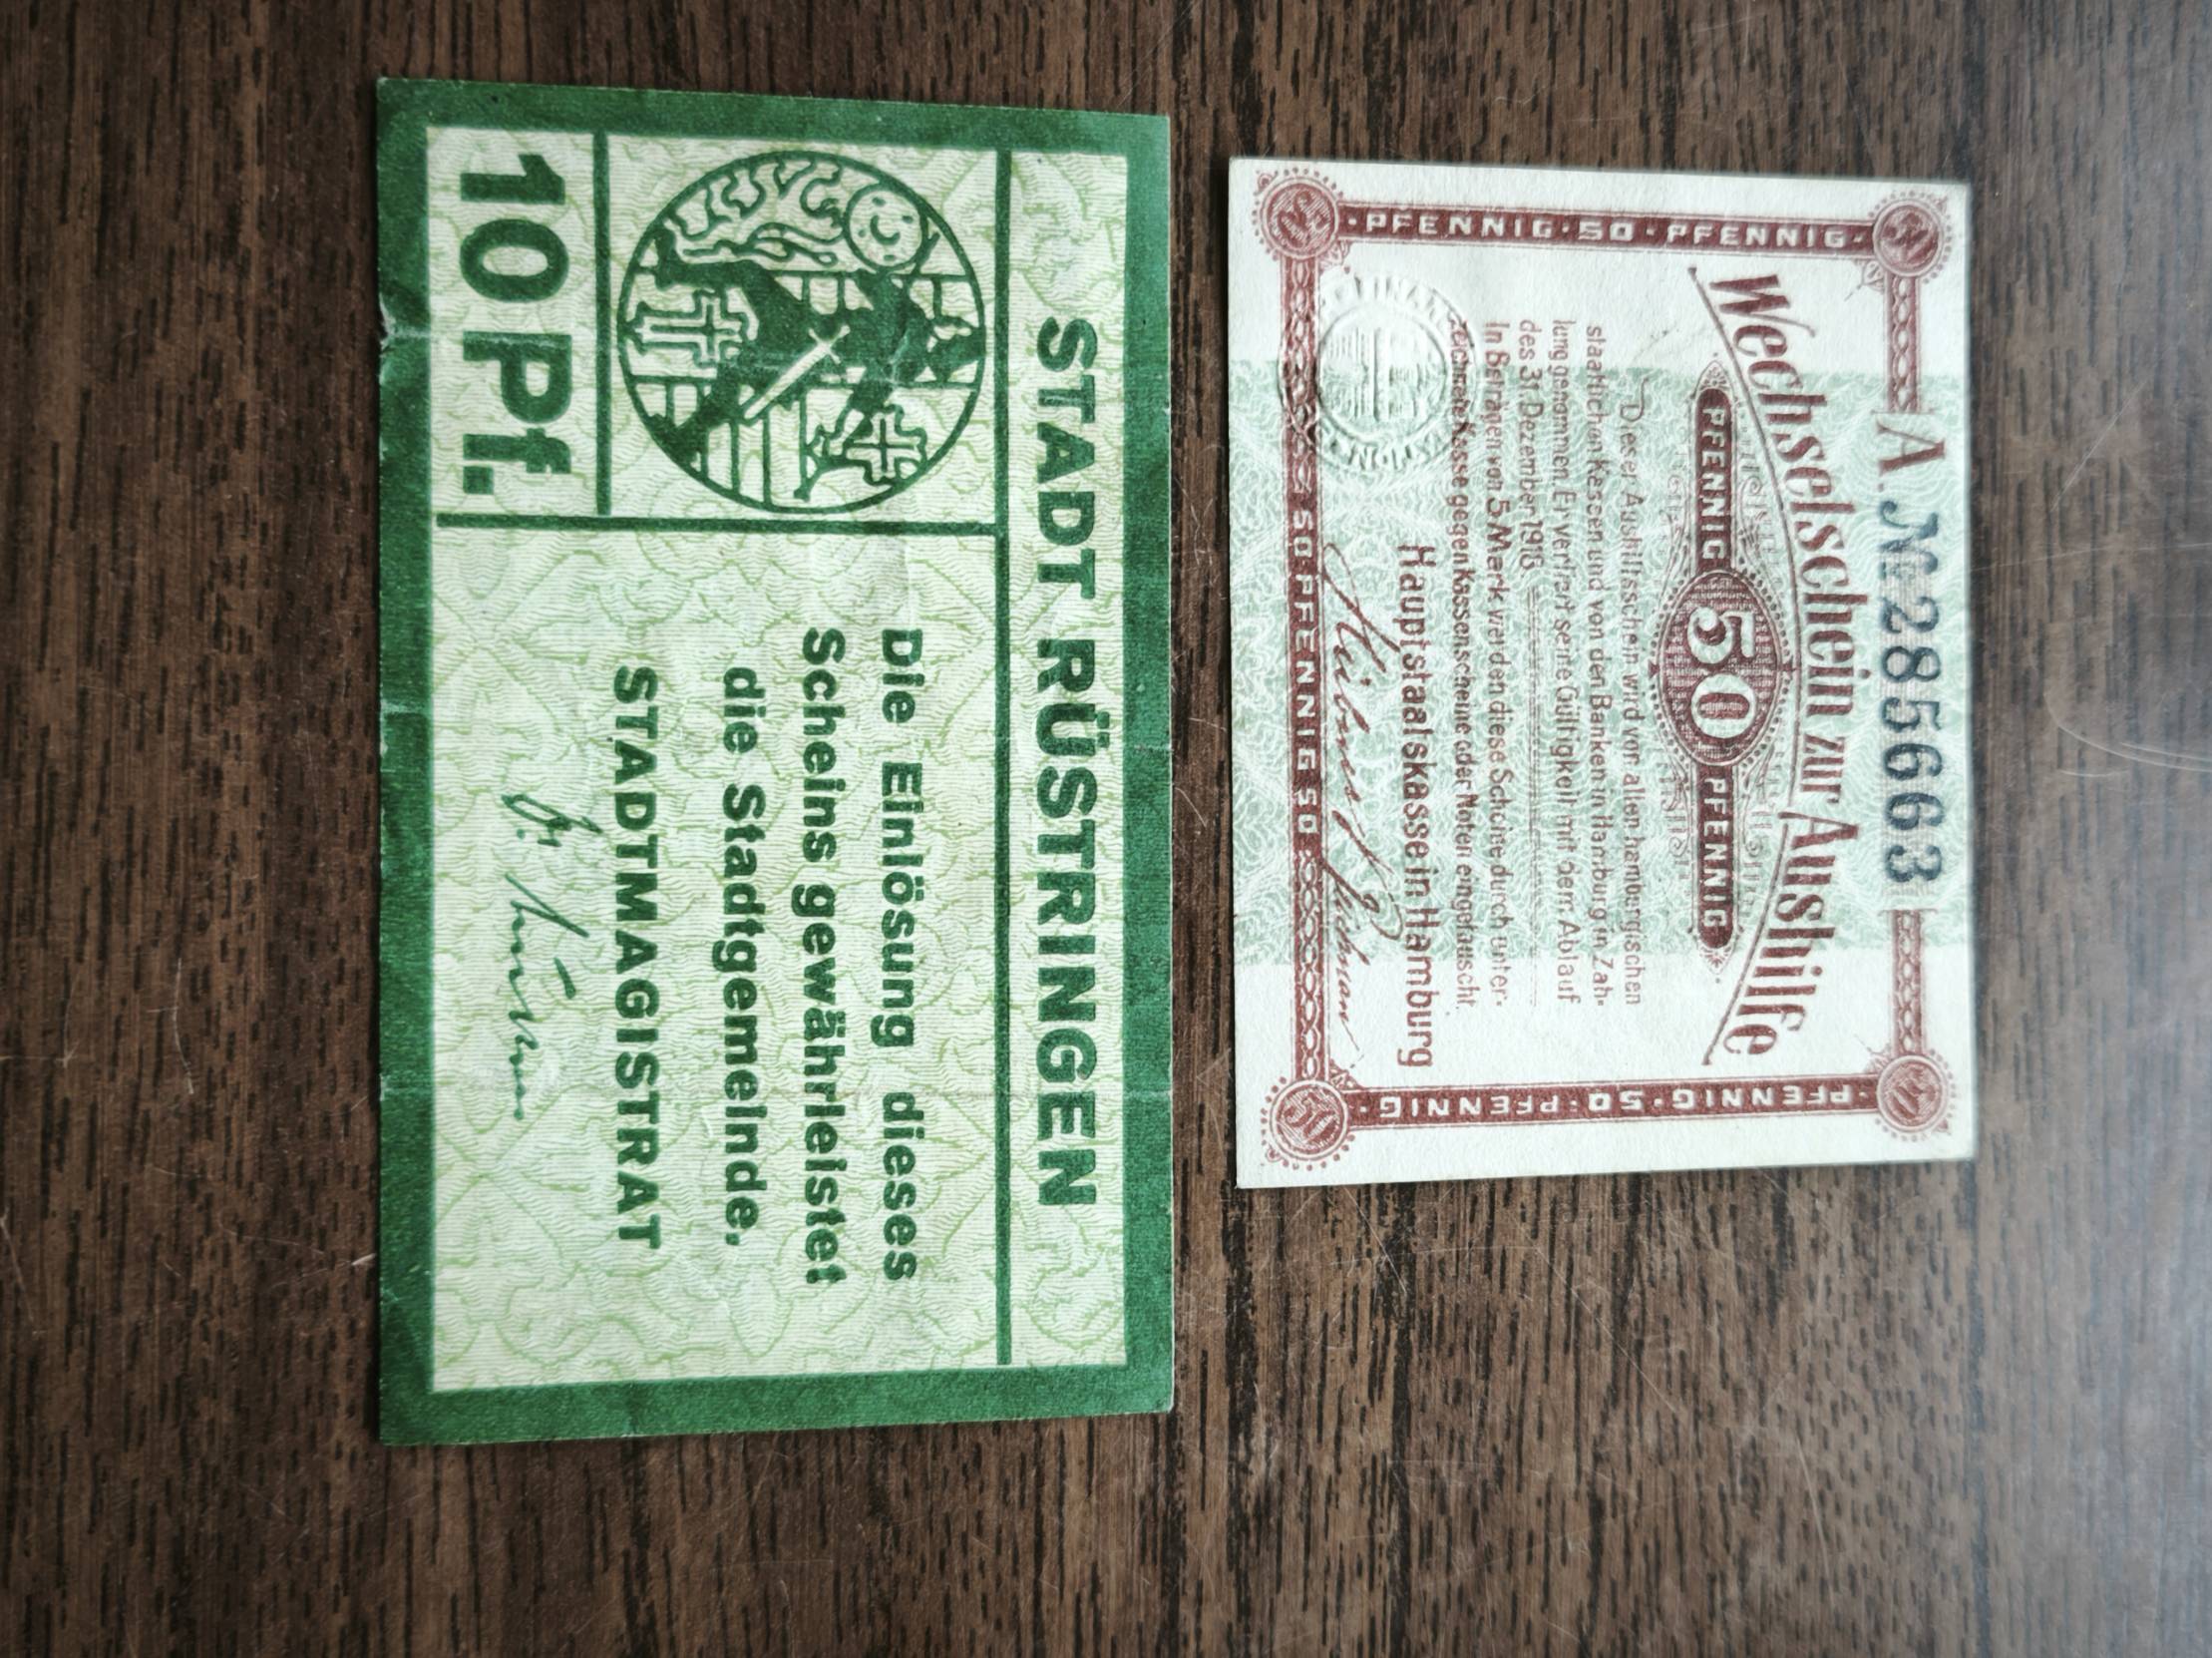 A. № 285663
Wechselschein zur Aushilfe
PFENNIG 50 PFENNIG
Dieser Aushilfsschein wird von allen hamburgischen
staatlichen Kassen und von den Banken in Hamburg in Zah-
lung genommen. Er verliert seine Gültigkeit mit dem Ablauf
des 31. Dezember 1918
In Beträgen von 5 Mark werden diese Scheine durch unter-
zeichnete Kasse gegen Kassenscheine oder Noten eingetauscht.
Hauptstaatskasse in Hamburg
·PFENNIG·50·PFENNIG·
·PFENNIG·50·PFENNIG·
50 PFENNIG 50
50
50
50
50
STADT RÜSTRINGEN
10 Pf.
Die Einlösung dieses
Scheins gewährleistet
die Stadtgemeinde.
STADTMAGISTRAT